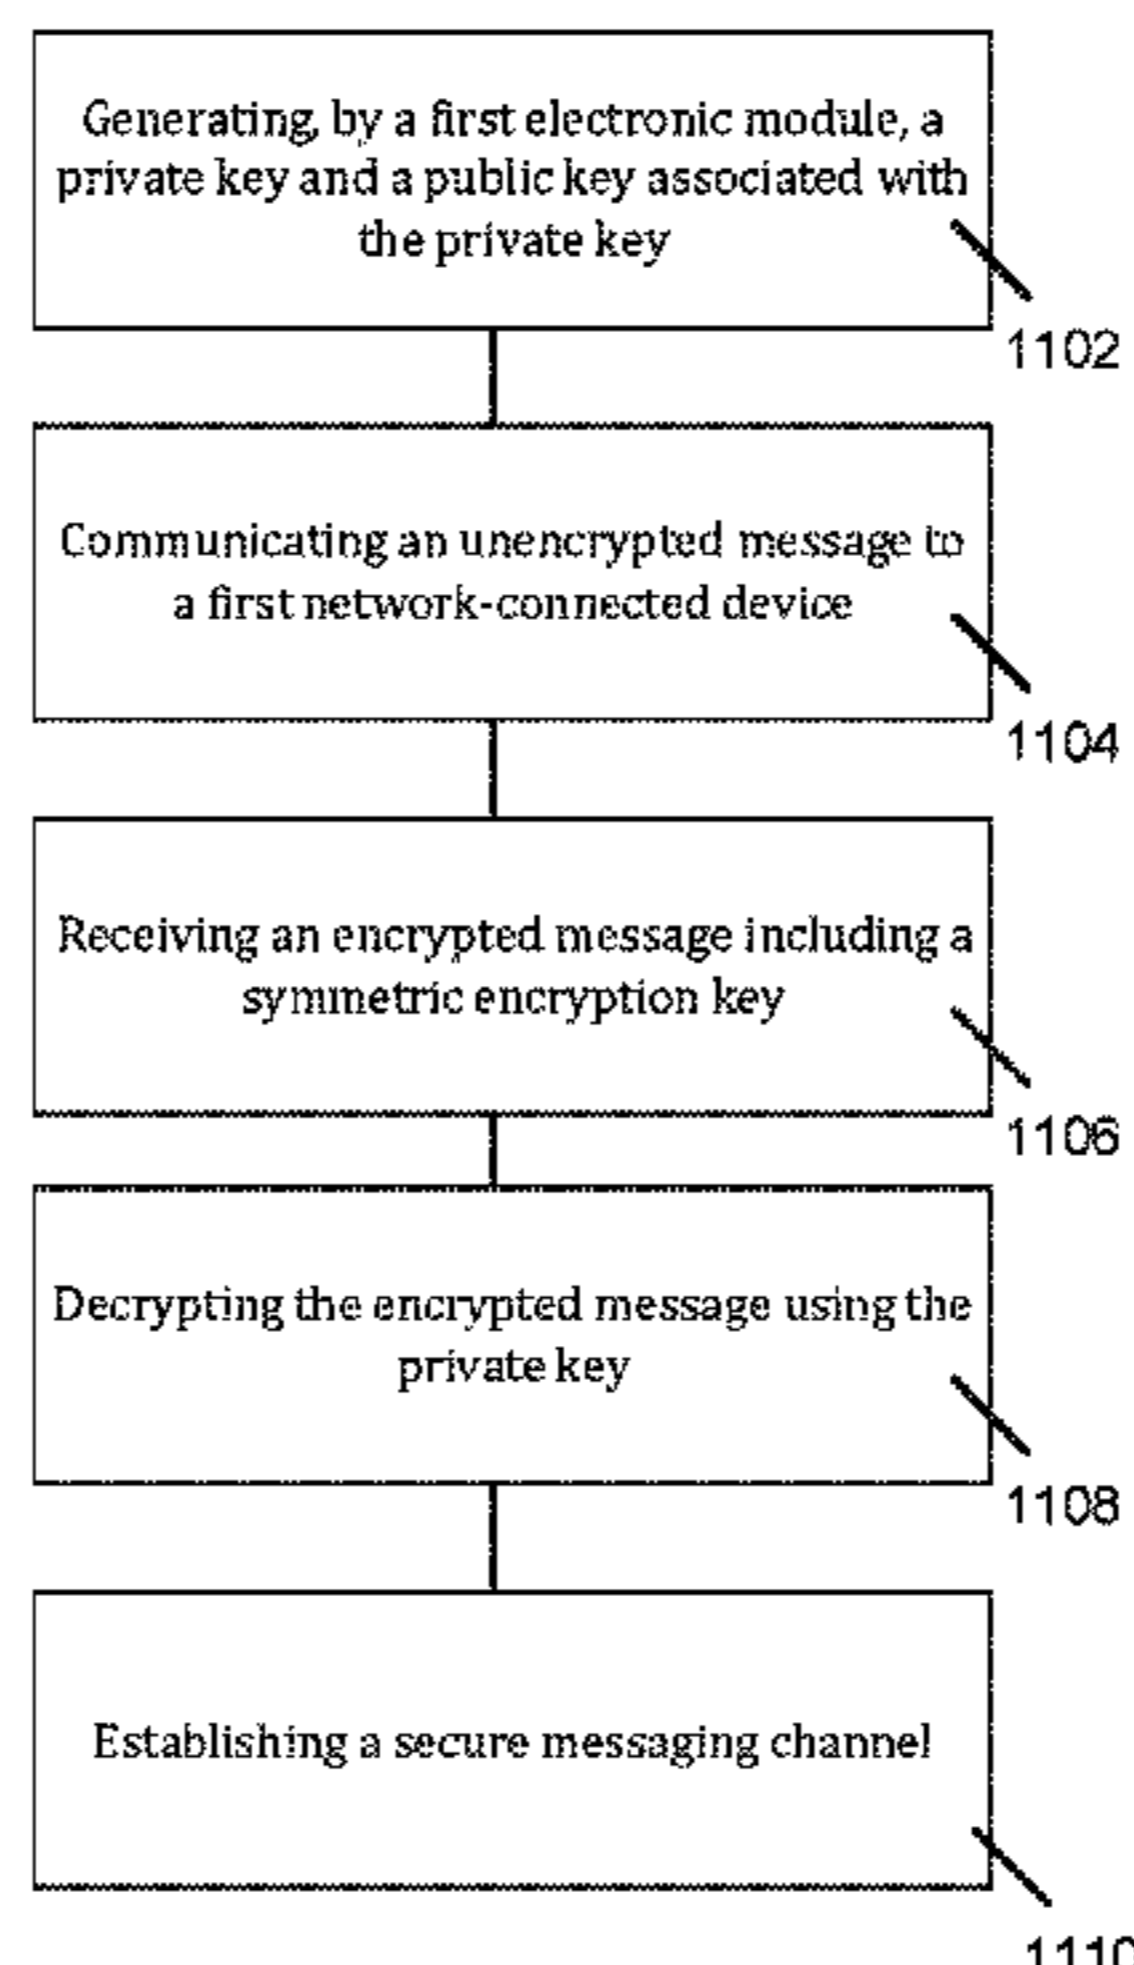 Generating, by a first electronic module, a
private key and a public key associated with
the private key
1102
Communicating an unencrypted message to
a first network-connected device
1104
Receiving an encrypted message including a
symmetric encryption key
1106
Decrypting the encrypted message using the
private key
1108
Establishing a secure messaging channel
1110